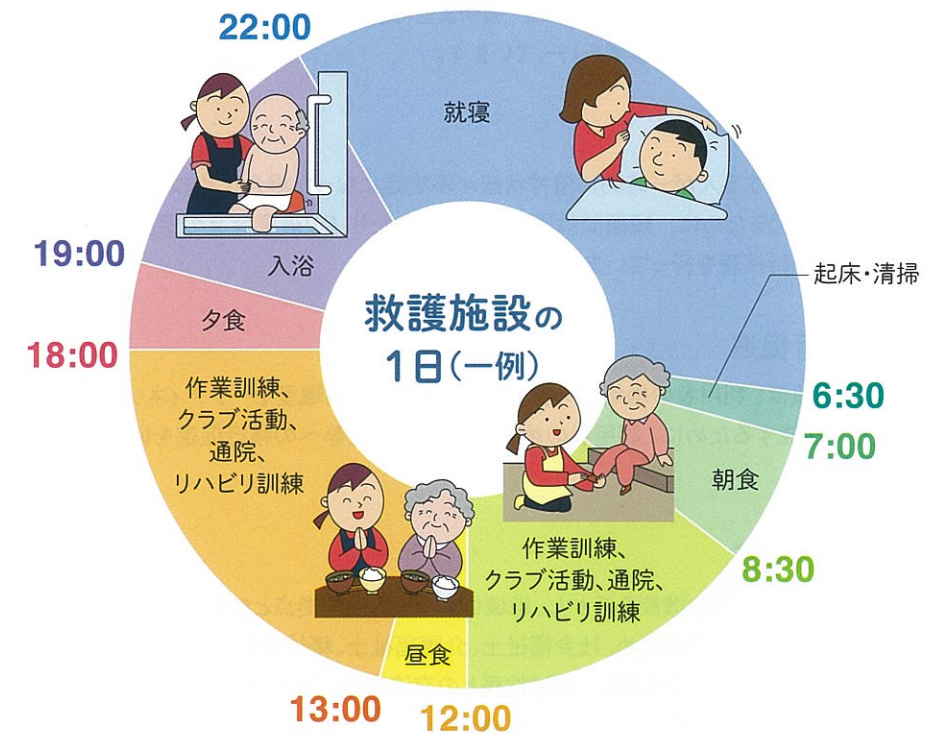 22:00
就寝
19:00
入浴
起床・清掃
夕食
救護施設の
1日（一例）
18:00
6:30
7:00
作業訓練、
クラブ活動、
通院、
リハビリ訓練
朝食
8:30
作業訓練、
クラブ活動、通院、
リハビリ訓練
昼食
13:00
12:00